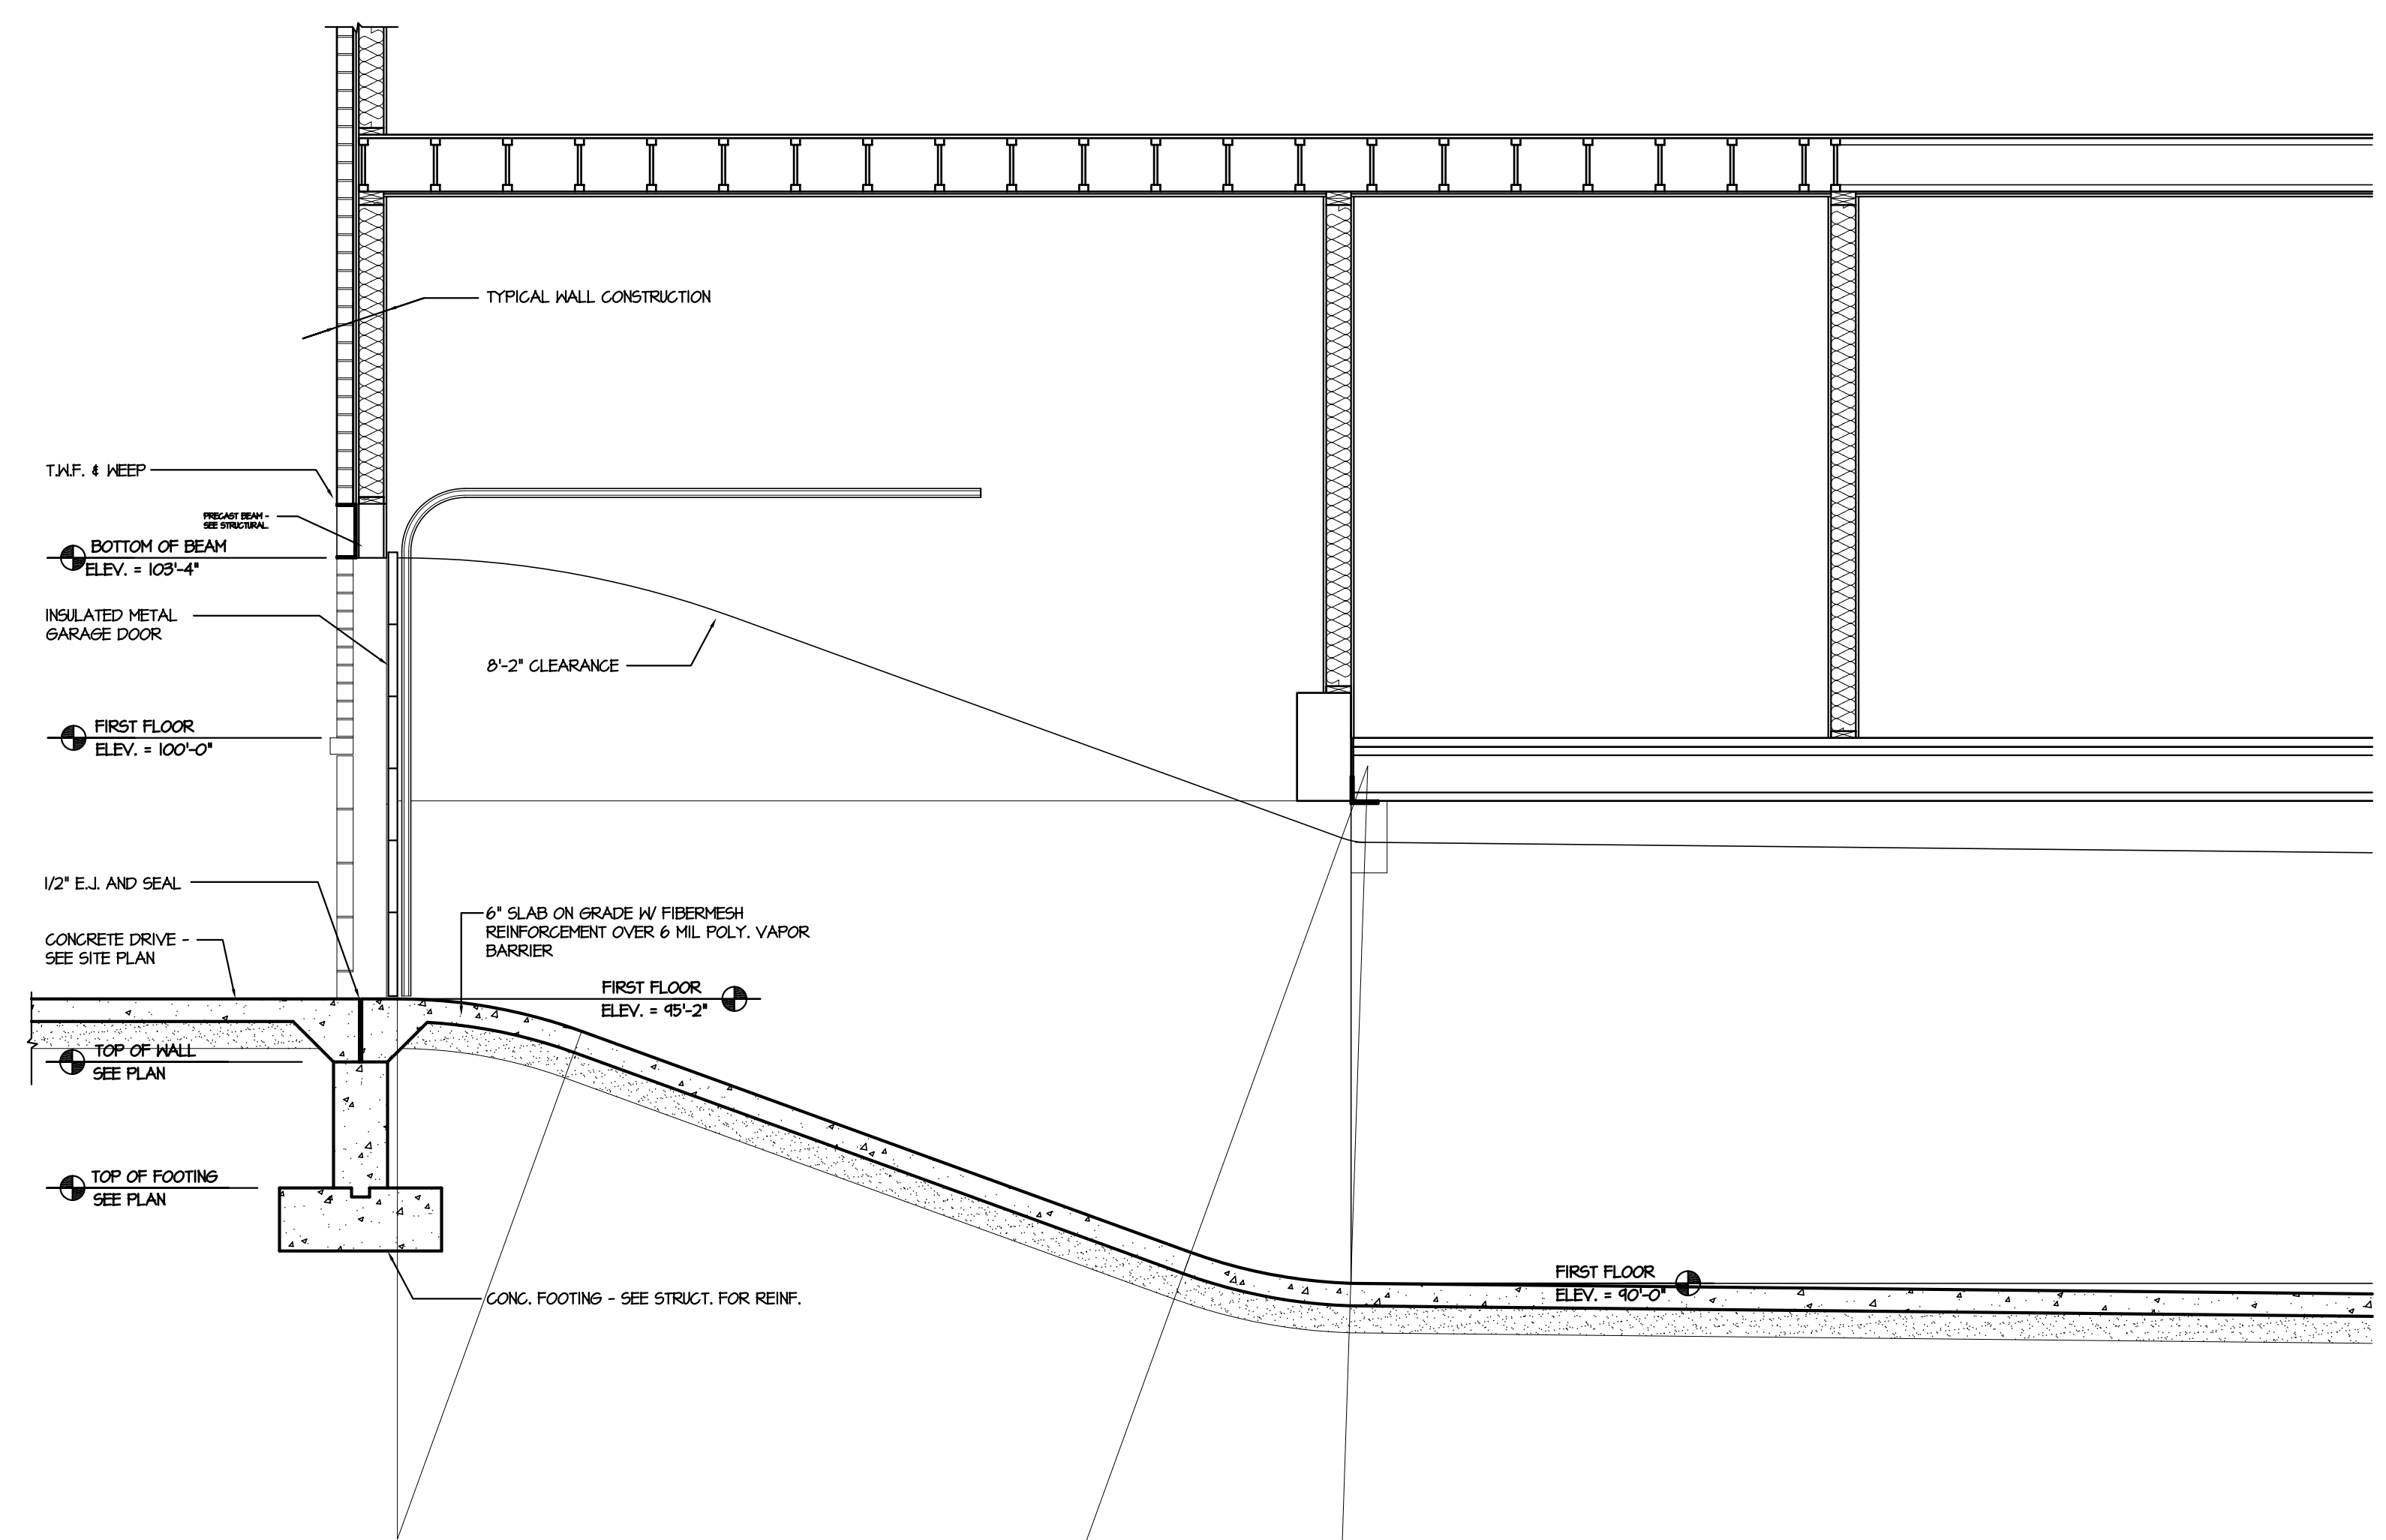 TYPICAL WALL CONSTRUCTION
T.W.F. & WEEP
PRECAST BEAM -
SEE STRUCTURAL
BOTTOM OF BEAM
ELEV. = 103'-4"
INSULATED METAL
GARAGE DOOR
8'-2" CLEARANCE
FIRST FLOOR
ELEV. = 100'-0"
1/2" E.J. AND SEAL
6" SLAB ON GRADE W/ FIBERMESH
REINFORCEMENT OVER 6 MIL POLY. VAPOR
BARRIER
CONCRETE DRIVE -
SEE SITE PLAN
FIRST FLOOR
ELEV. = 95'-2"
TOP OF WALL
SEE PLAN
TOP OF FOOTING
SEE PLAN
FIRST FLOOR
ELEV. = 90'-0"
CONC. FOOTING - SEE STRUCT. FOR REINF.